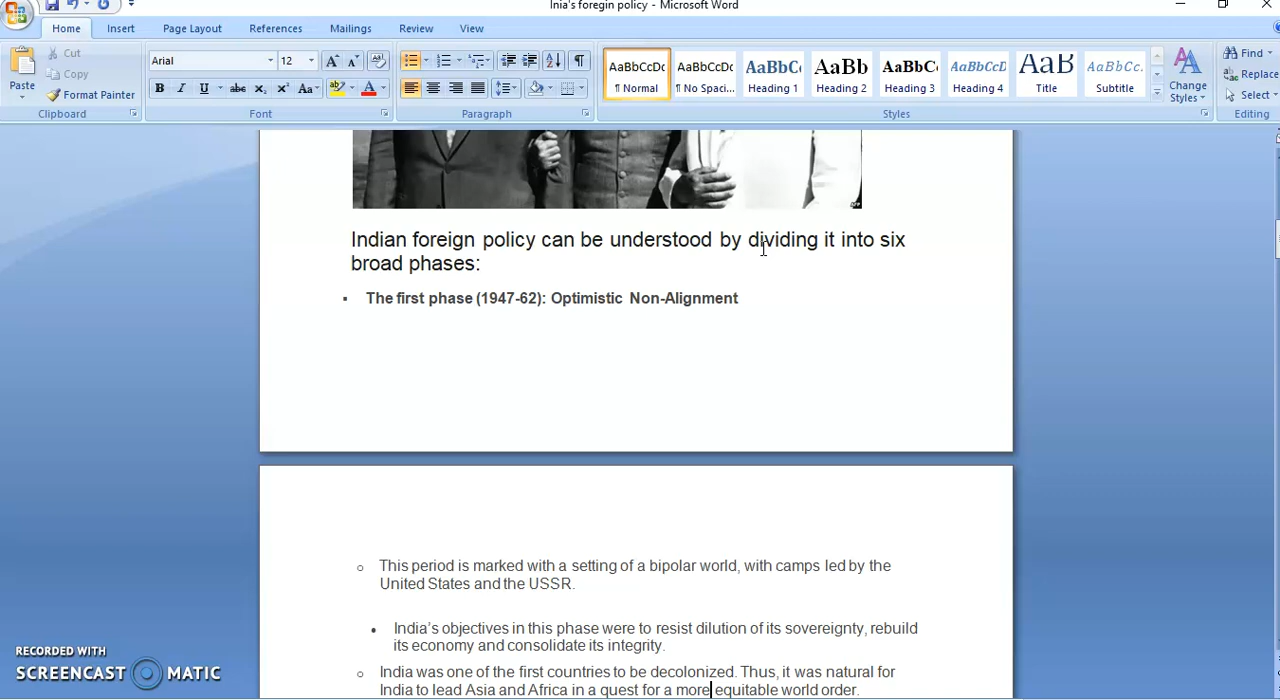 Inia's foregin policy - Microsoft Word
Home Insert Page Layout References Mailings Review View
Paste
Cut
Copy
Format Painter
Clipboard
Arial 12
B I U abc X₂ X² Aa
Font
Paragraph
AaBbCcDc AaBbCcDc AaBbC AaBb AaBbC AaBbCcD AaB AaBbCc.
¶ Normal ¶ No Spaci... Heading 1 Heading 2 Heading 3 Heading 4 Title Subtitle
Change
Styles
Styles
Find
Replace
Select
Editing
Indian foreign policy can be understood by dividing it into six
broad phases:
▪ The first phase (1947-62): Optimistic Non-Alignment
o This period is marked with a setting of a bipolar world, with camps led by the
United States and the USSR.
• India’s objectives in this phase were to resist dilution of its sovereignty, rebuild
its economy and consolidate its integrity.
o India was one of the first countries to be decolonized. Thus, it was natural for
India to lead Asia and Africa in a quest for a more equitable world order.
RECORDED WITH
SCREENCAST MATIC